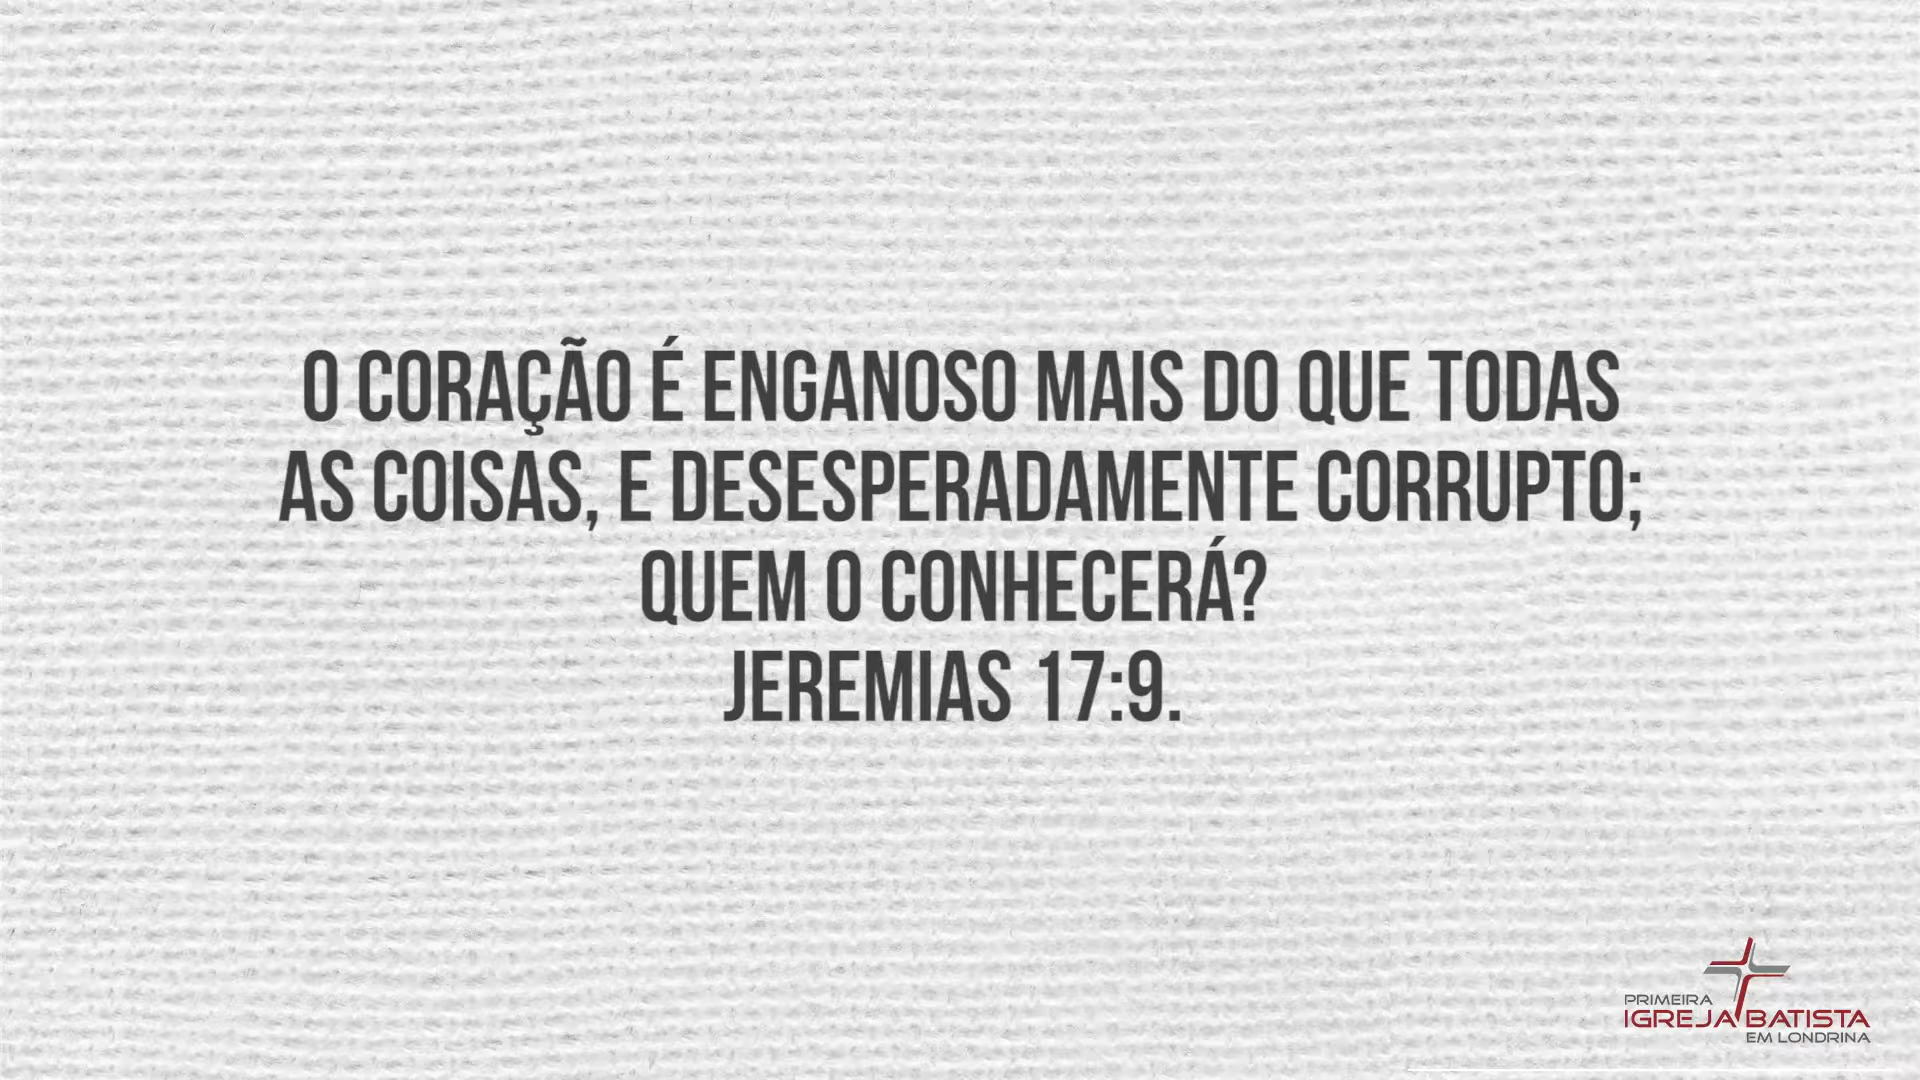 O CORAÇÃO É ENGANOSO MAIS DO QUE TODAS
AS COISAS, E DESESPERADAMENTE CORRUPTO;
QUEM O CONHECERÁ?
JEREMIAS 17:9.
PRIMEIRA
IGREJA BATISTA
EM LONDRINA